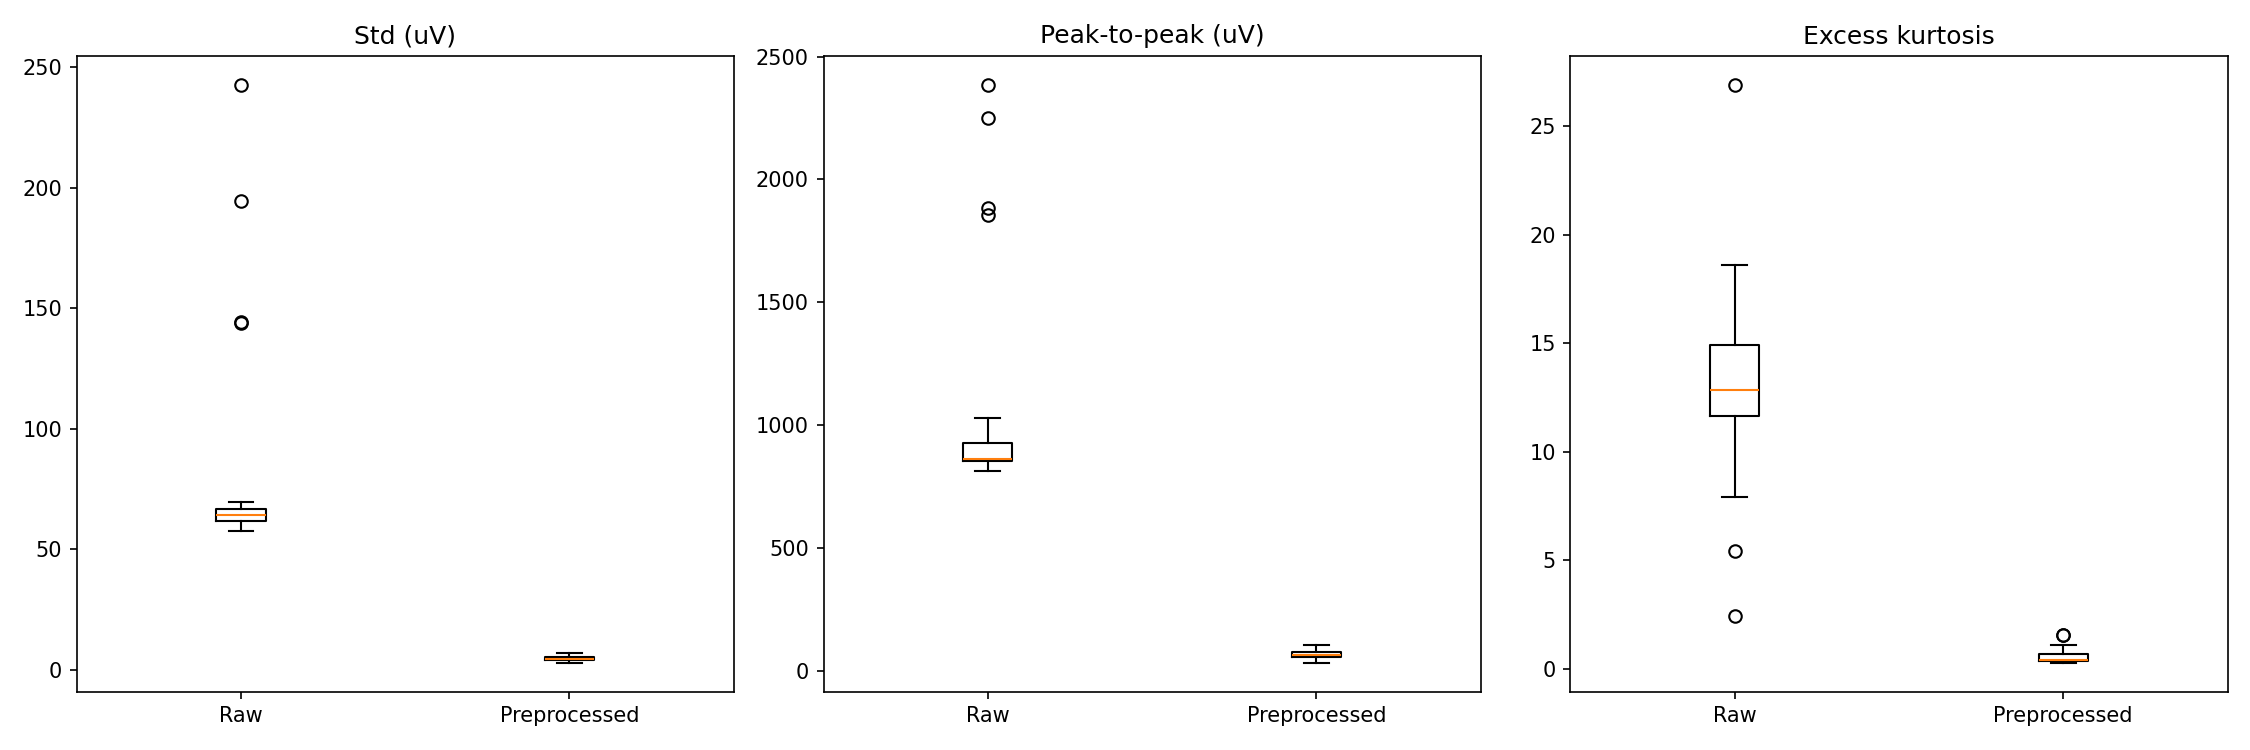 Std (uV)
250
200
150
100
50
0
Raw
Preprocessed
Peak-to-peak (uV)
2500
2000
1500
1000
500
0
Raw
Preprocessed
Excess kurtosis
25
20
15
10
5
0
Raw
Preprocessed